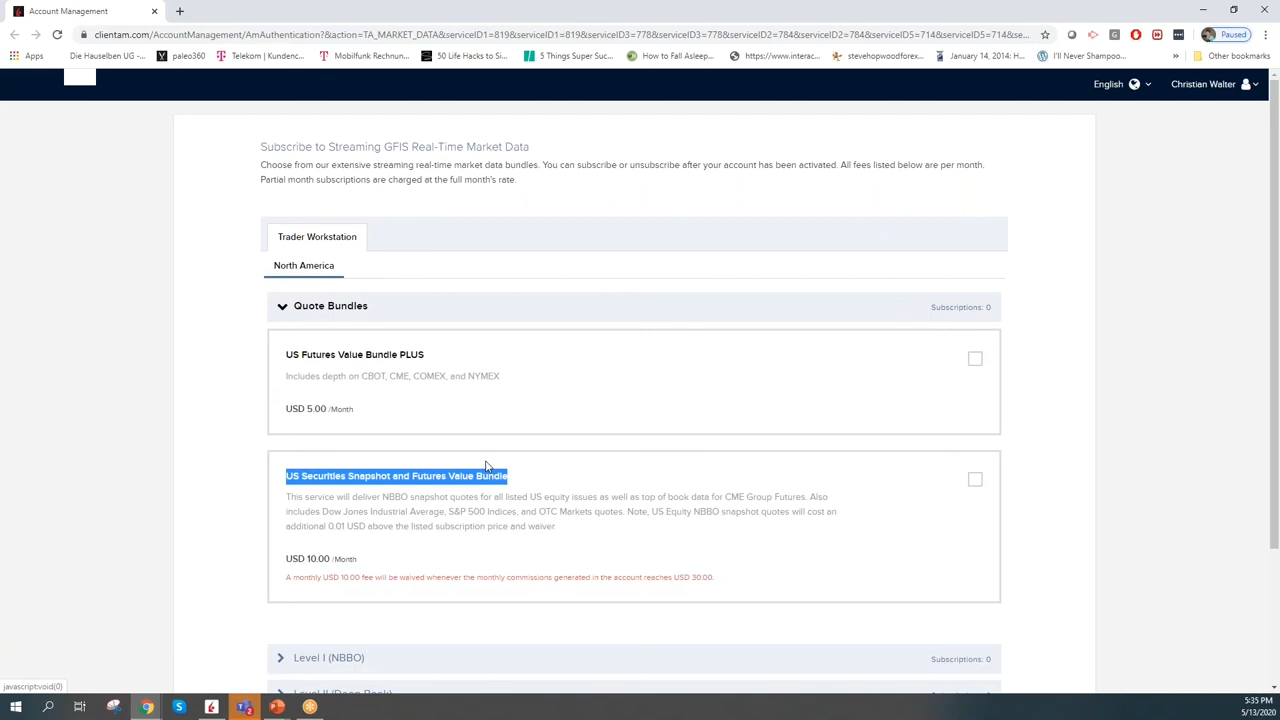 Account Management
clientam.com/AccountManagement/AmAuthentication?action=TA_MARKET_DATA&serviceID1=819&serviceID1=819&serviceID3=778&serviceID3=778&serviceID2=784&serviceID2=784&serviceID5=714&serviceID5=714&se...
Paused
Apps Die Hauselben UG -... paleo360 Telekom | Kundenc... Mobilfunk Rechnun... 50 Life Hacks to Si... 5 Things Super Suc... How to Fall Asleep... https://www.interac... stevehopwoodforex... January 14, 2014: H... I'll Never Shampoo... » Other bookmarks
English Christian Walter
Subscribe to Streaming GFIS Real-Time Market Data
Choose from our extensive streaming real-time market data bundles. You can subscribe or unsubscribe after your account has been activated. All fees listed below are per month.
Partial month subscriptions are charged at the full month's rate.
Trader Workstation
North America
Quote Bundles Subscriptions: 0
US Futures Value Bundle PLUS
Includes depth on CBOT, CME, COMEX, and NYMEX
USD 5.00 /Month
US Securities Snapshot and Futures Value Bundle
This service will deliver NBBO snapshot quotes for all listed US equity issues as well as top of book data for CME Group Futures. Also
includes Dow Jones Industrial Average, S&P 500 Indices, and OTC Markets quotes. Note, US Equity NBBO snapshot quotes will cost an
additional 0.01 USD above the listed subscription price and waiver.
USD 10.00 /Month
A monthly USD 10.00 fee will be waived whenever the monthly commissions generated in the account reaches USD 30.00.
Level I (NBBO) Subscriptions: 0
javascript:void(0)
Level II (Deep Book)
5:35 PM
5/13/2020